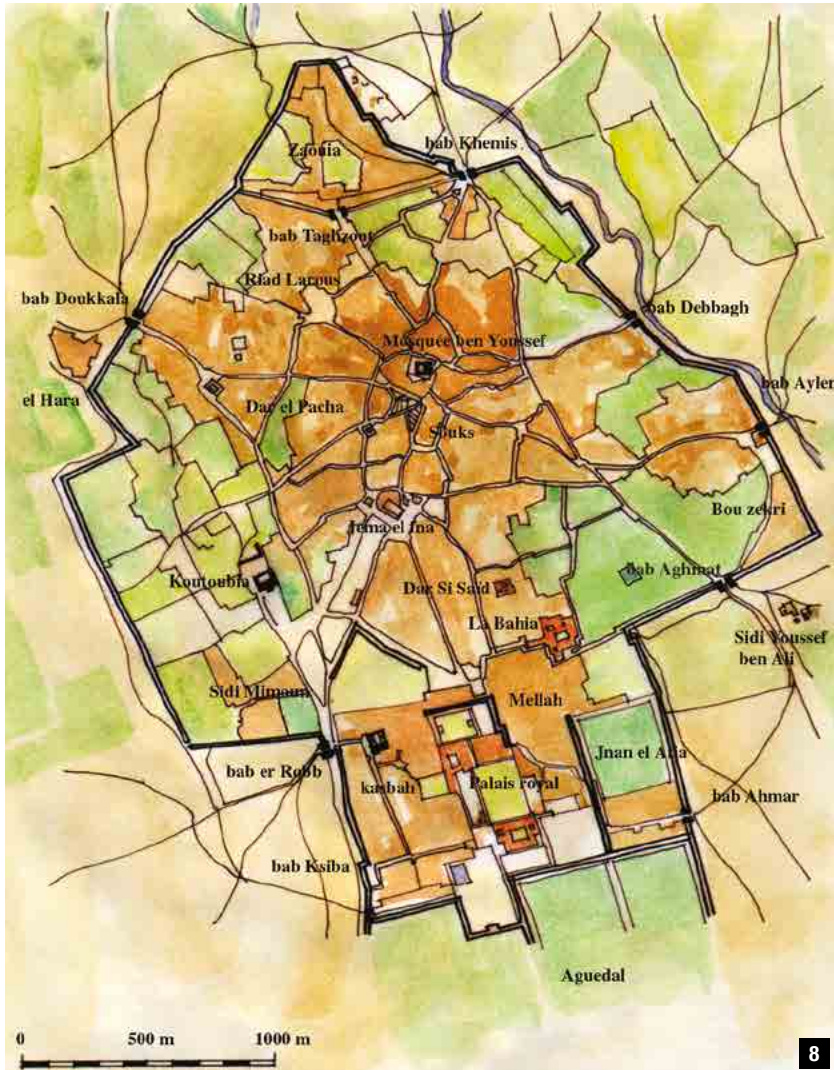 Zaouia
bab Khemis
bab Taghzout
Riad Larous
bab Doukkala
bab Debbagh
Mosquée ben Youssef
bab Aylen
el Hara
Dar el Pacha
Souks
Bou zekri
Jema el fna
bab Aghmat
Koutoubia
Dar Si Saïd
La Bahia
Sidi Youssef
ben Ali
Sidi Mimaun
Mellah
Jnan el Afia
bab er Robb
kasbah
Palais royal
bab Ahmar
bab Ksiba
Aguedal
0 500 m 1000 m
8